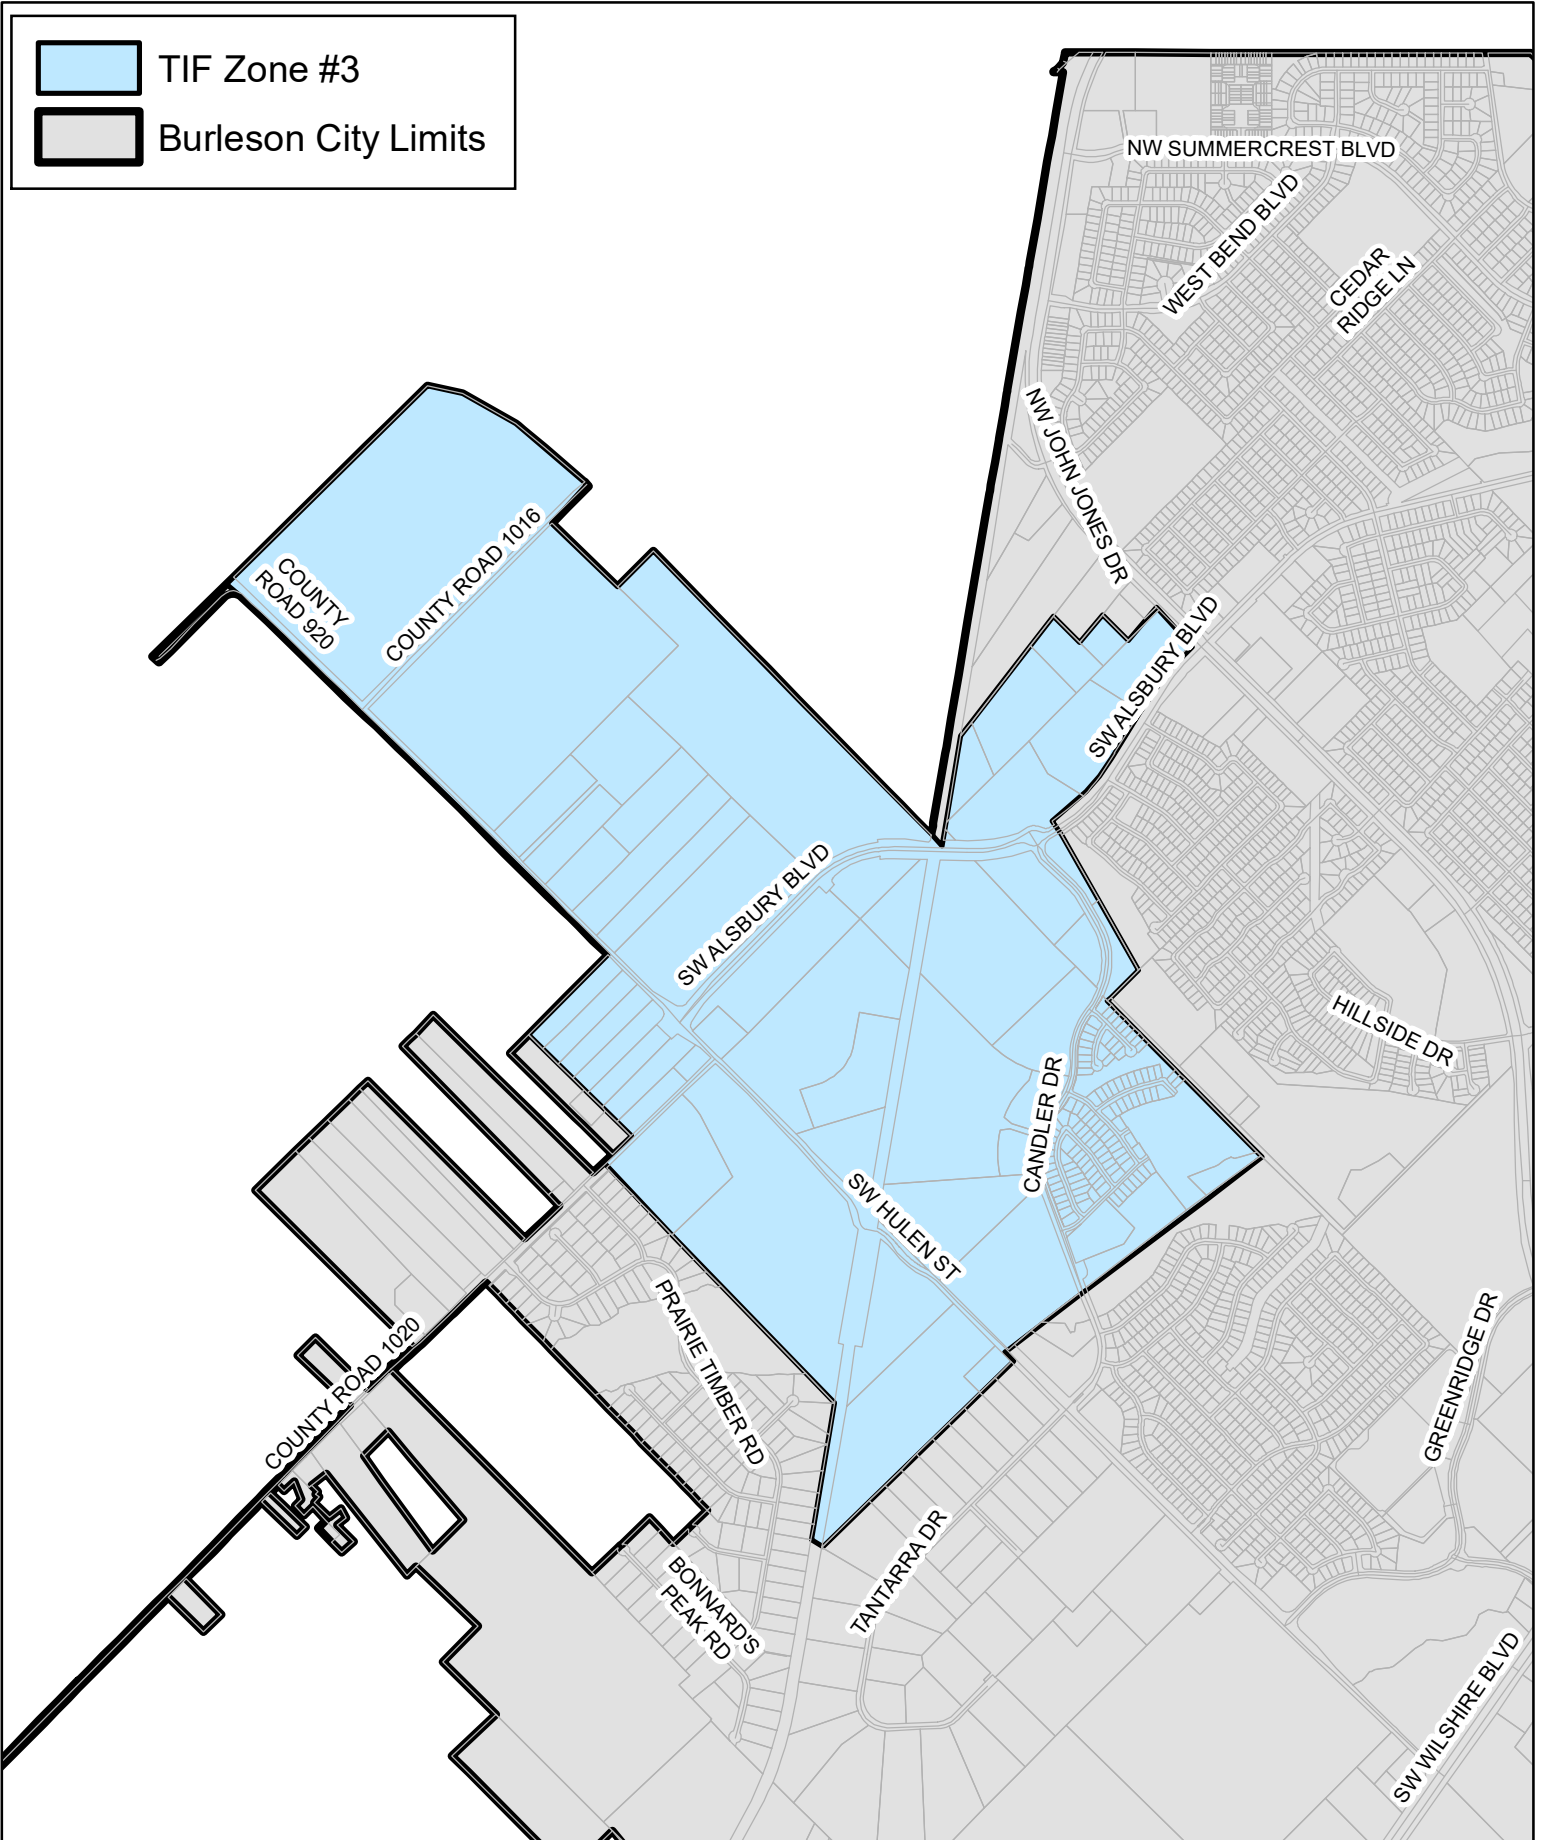 TIF Zone #3
Burleson City Limits
NW SUMMERCREST BLVD
WEST BEND BLVD
CEDAR
RIDGE LN
NW JOHN JONES DR
COUNTY ROAD 1016
COUNTY
ROAD 920
SW ALSBURY BLVD
SW ALSBURY BLVD
HILLSIDE DR
CANDLER DR
SW HULEN ST
PRAIRIE TIMBER RD
GREENRIDGE DR
COUNTY ROAD 1020
TANTARRA DR
BONNARD'S
PEAK RD
SW WILSHIRE BLVD